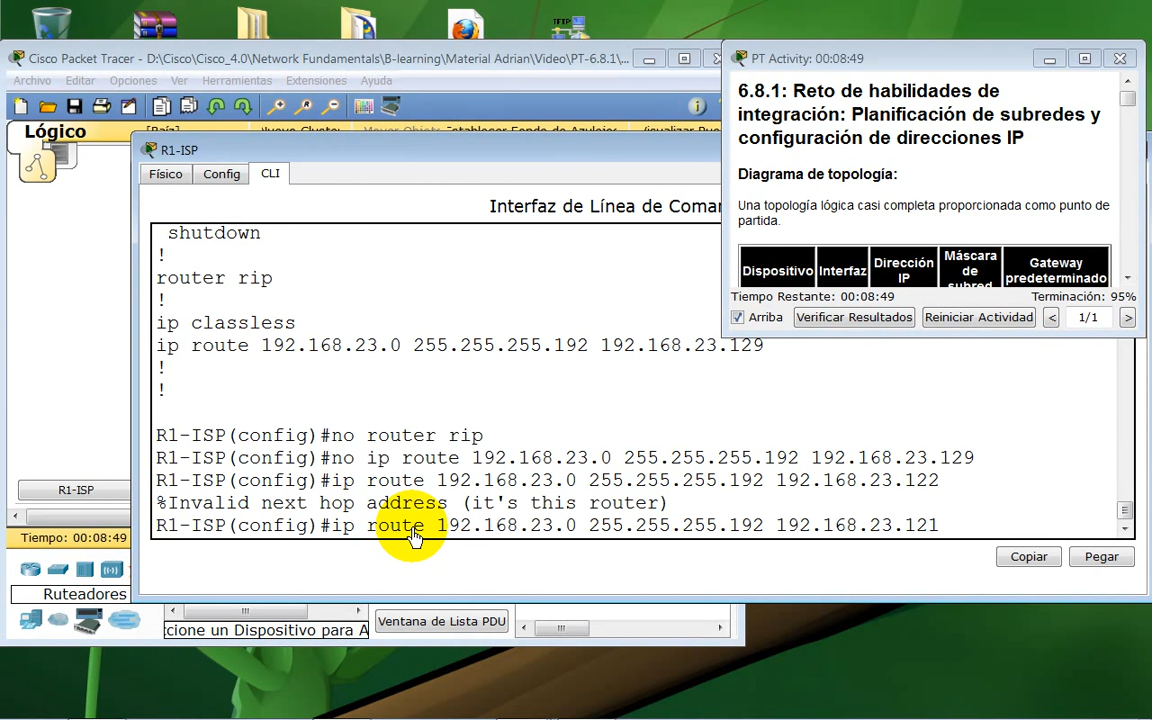 Cisco Packet Tracer - D:\Cisco\Cisco_4.0\Network Fundamentals\B-learning\Material Adrian\Video\PT-6.8.1\...
Archivo Editar Opciones Ver Herramientas Extensiones Ayuda
Lógico
R1-ISP
Físico Config CLI
Interfaz de Línea de Coma
shutdown
!
router rip
!
ip classless
ip route 192.168.23.0 255.255.255.192 192.168.23.129
!
!
R1-ISP(config)#no router rip
R1-ISP(config)#no ip route 192.168.23.0 255.255.255.192 192.168.23.129
R1-ISP(config)#ip route 192.168.23.0 255.255.255.192 192.168.23.122
%Invalid next hop address (it's this router)
R1-ISP(config)#ip route 192.168.23.0 255.255.255.192 192.168.23.121
Copiar Pegar
R1-ISP
Tiempo: 00:08:49
Ruteadores
ccione un Dispositivo para A
Ventana de Lista PDU
PT Activity: 00:08:49
6.8.1: Reto de habilidades de
integración: Planificación de subredes y
configuración de direcciones IP
Diagrama de topología:
Una topología lógica casi completa proporcionada como punto de
partida.
Dispositivo Interfaz Dirección IP Máscara de subred Gateway predeterminado
Tiempo Restante: 00:08:49 Terminación: 95%
Arriba Verificar Resultados Reiniciar Actividad < 1/1 >